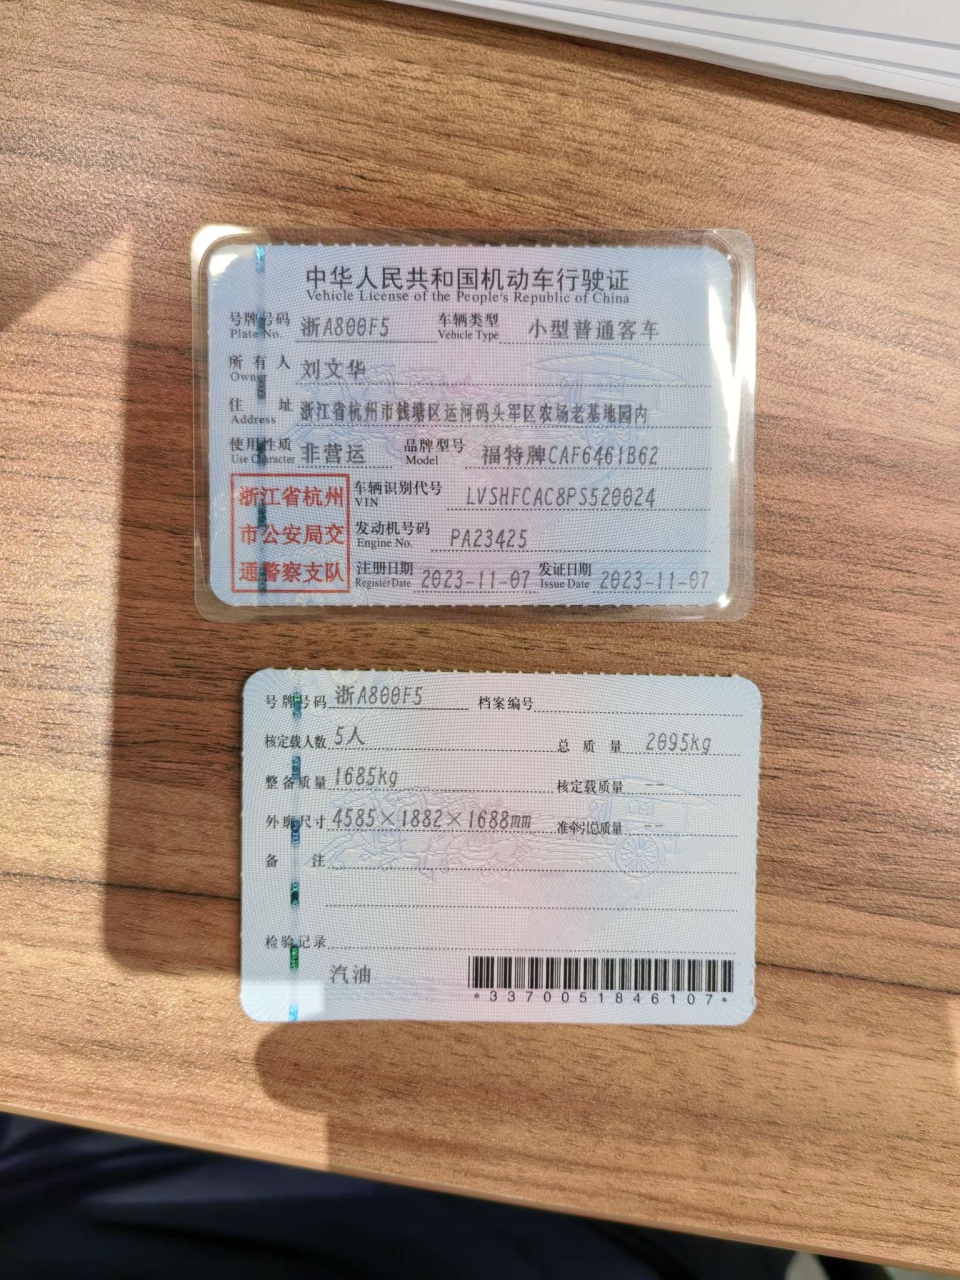 中华人民共和国机动车行驶证
Vehicle License of the People's Republic of China
号牌号码 浙A800F5 车辆类型 小型普通客车
Plate No. Vehicle Type
所有人 刘文华
Owner
住址 浙江省杭州市钱塘区运河码头军区农场老基地园内
Address
使用性质 非营运 品牌型号 福特牌CAF6461B62
Use Character Model
浙江省杭州 车辆识别代号 LVSHFCAC8PS520024
VIN
市公安局交 发动机号码 PA23425
Engine No.
通警察支队 注册日期 2023-11-07 发证日期 2023-11-07
Register Date Issue Date
号牌号码 浙A800F5 档案编号
核定载人数 5人 总质量 2095kg
整备质量 1685kg 核定载质量 --
外廓尺寸 4585×1882×1688mm 准牵引总质量 --
备注
检验记录
汽油
*3370051846107*